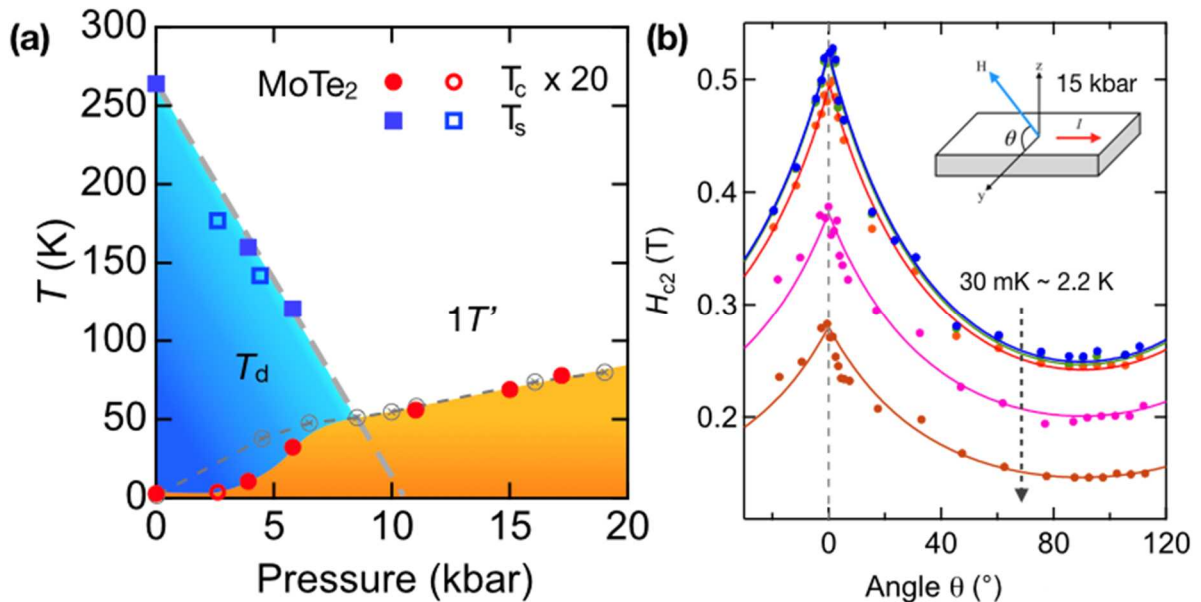 (a)
300
250
200
150
100
50
0
T (K)
MoTe2
Tc x 20
Ts
1T'
Td
0
5
10
15
20
Pressure (kbar)
(b)
0.5
0.4
0.3
0.2
Hc2 (T)
H
z
15 kbar
θ
I
y
30 mK ~ 2.2 K
0
40
80
120
Angle θ (°)